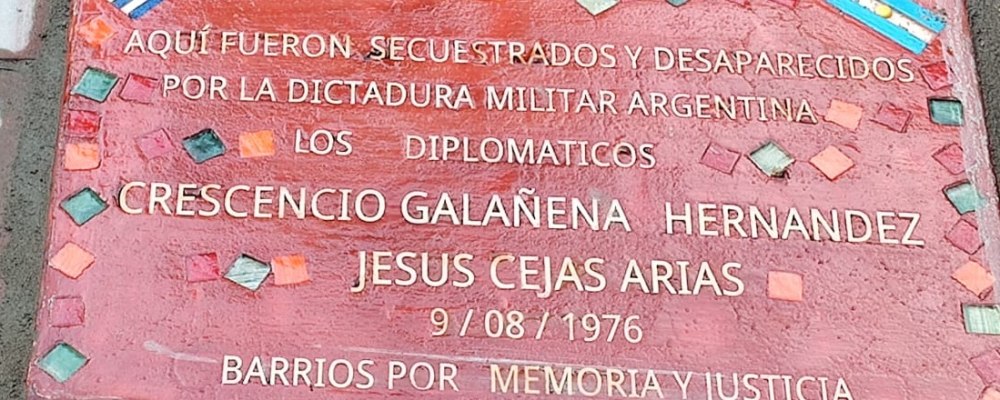 AQUÍ FUERON SECUESTRADOS Y DESAPARECIDOS
POR LA DICTADURA MILITAR ARGENTINA
LOS DIPLOMATICOS
CRESCENCIO GALAÑENA HERNANDEZ
JESUS CEJAS ARIAS
9 / 08 / 1976
BARRIOS POR MEMORIA Y JUSTICIA